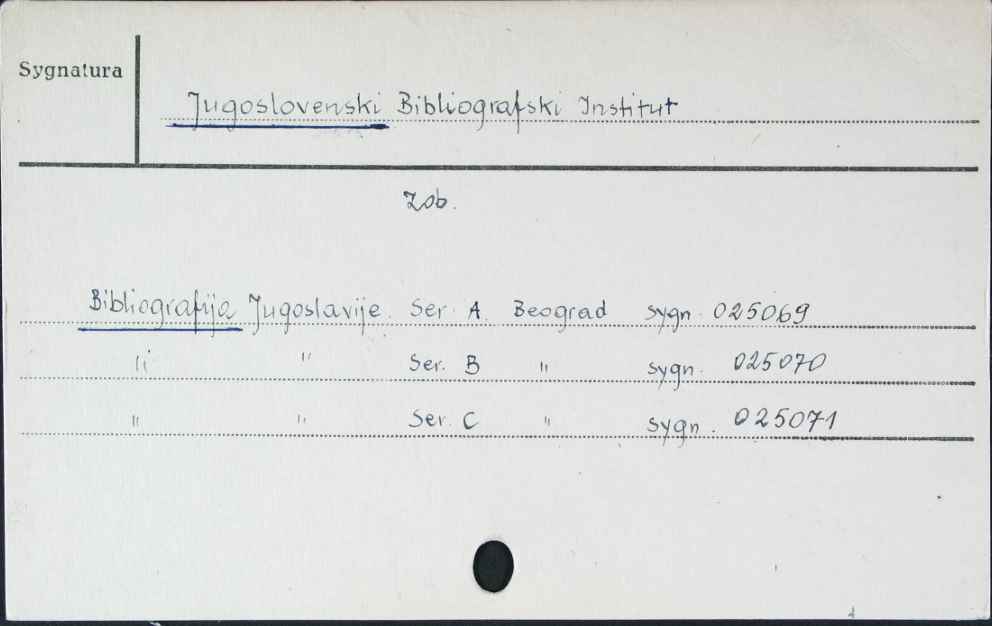 Sygnatura
Jugoslovenski Bibliografski Institut
zob.
Bibliografija Jugoslavije. Ser. A. Beograd sygn. 025069
" " Ser. B " sygn. 025070
" " Ser. C " sygn. 025071